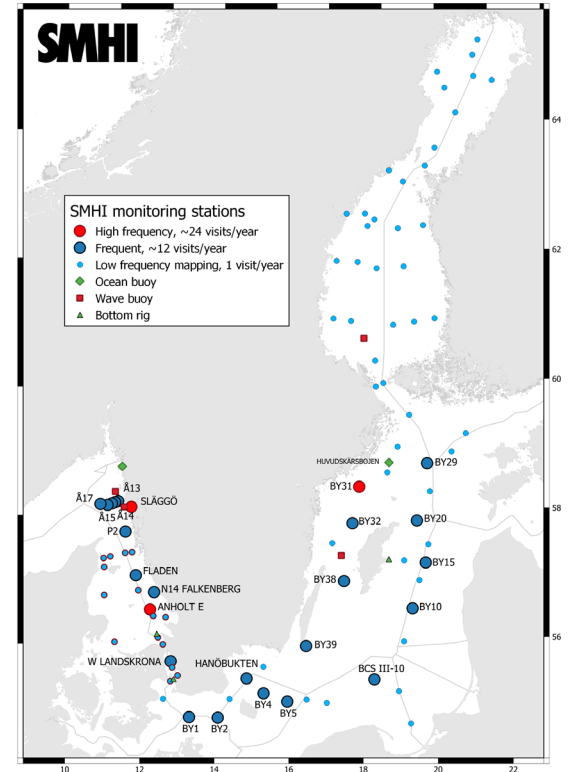 SMHI
64
SMHI monitoring stations
High frequency, ~24 visits/year
Frequent, ~12 visits/year
Low frequency mapping, 1 visit/year
Ocean buoy
Wave buoy
Bottom rig
62
60
HUVUDSKÄRSBOJEN
BY29
Å13
BY31
Å17
SLÄGGÖ
Å15
Å14
P2
BY32
BY20
FLADEN
BY15
N14 FALKENBERG
BY38
ANHOLT E
BY10
56
BY39
W LANDSKRONA
HANÖBUKTEN
BCS III-10
BY4
BY5
BY1
BY2
58
10
12
14
16
18
20
22